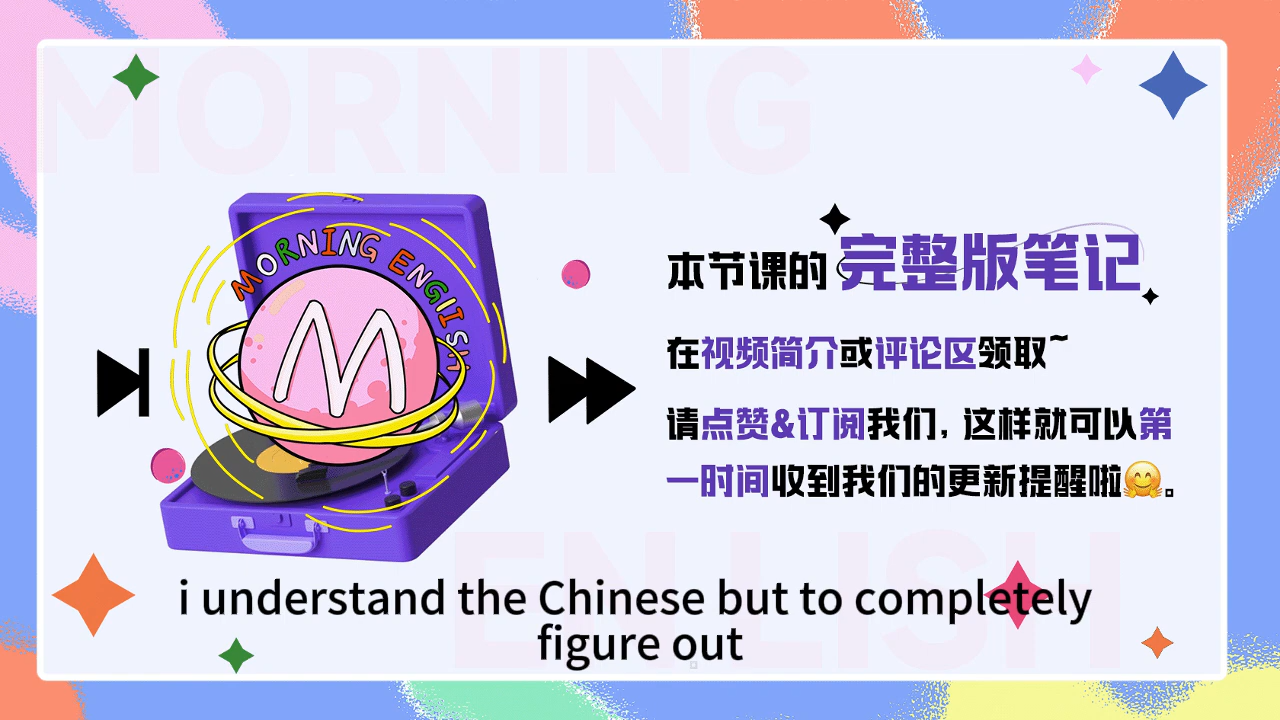 MORNING
MORNING ENGlISH
M
本节课的 完整版笔记
在视频简介或评论区领取~
请点赞&订阅我们，这样就可以第
一时间收到我们的更新提醒啦🤗。
EN LISH
i understand the Chinese but to completely
figure out